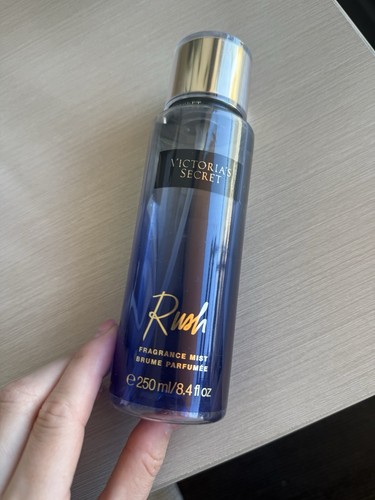 VICTORIA'S
SECRET
Rush
FRAGRANCE MIST
BRUME PARFUMÉE
℮ 250 ml/8.4 fl oz